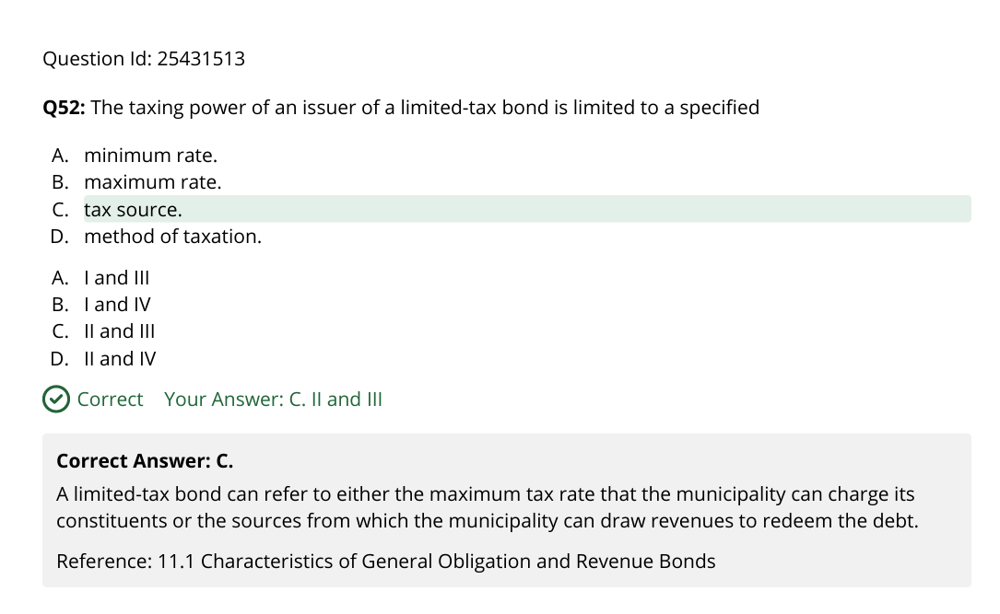 Question Id: 25431513
Q52: The taxing power of an issuer of a limited-tax bond is limited to a specified
A. minimum rate.
B. maximum rate.
C. tax source.
D. method of taxation.
A. I and III
B. I and IV
C. II and III
D. II and IV
Correct Your Answer: C. II and III
Correct Answer: C.
A limited-tax bond can refer to either the maximum tax rate that the municipality can charge its
constituents or the sources from which the municipality can draw revenues to redeem the debt.
Reference: 11.1 Characteristics of General Obligation and Revenue Bonds